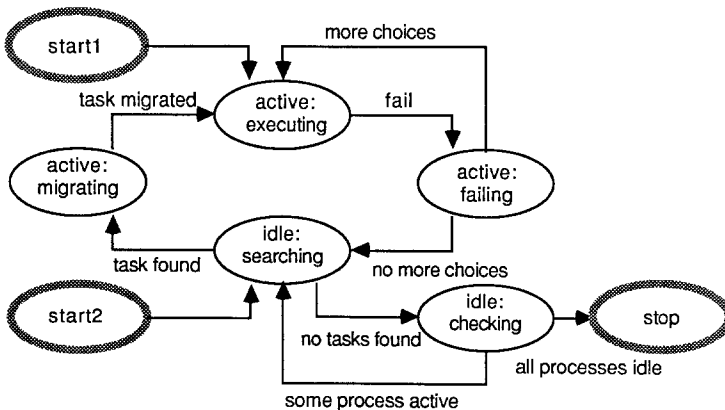 more choices
start1
task migrated
active:
executing
fail
active:
migrating
active:
failing
idle:
searching
task found
no more choices
start2
idle:
checking
stop
no tasks found
all processes idle
some process active